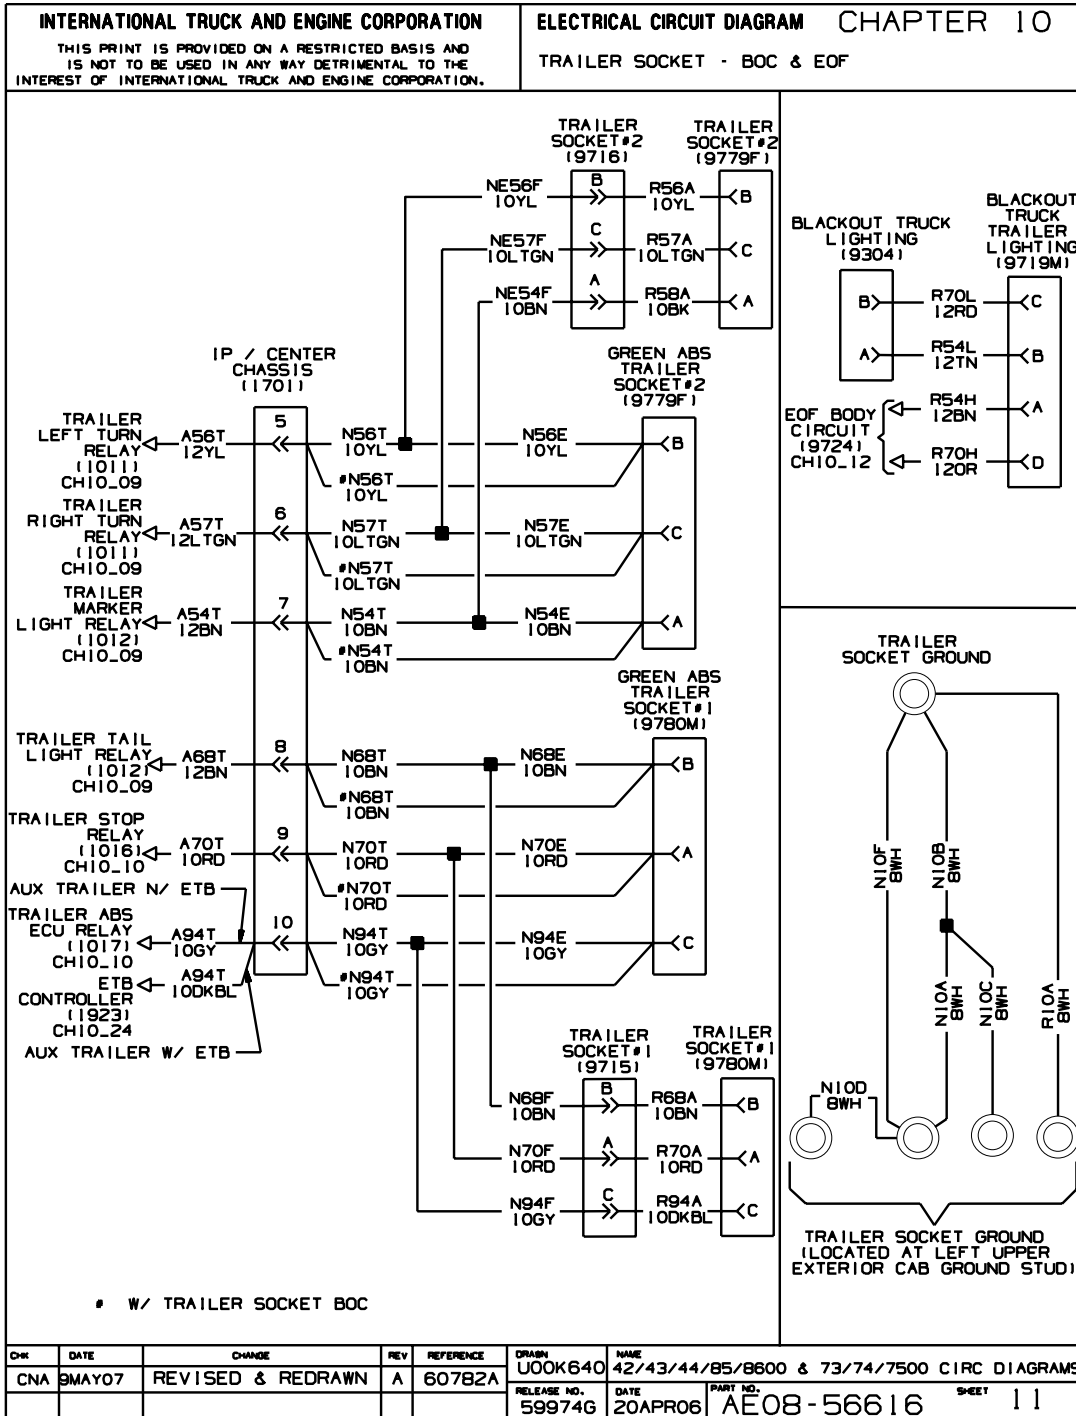 INTERNATIONAL TRUCK AND ENGINE CORPORATION
THIS PRINT IS PROVIDED ON A RESTRICTED BASIS AND
IS NOT TO BE USED IN ANY WAY DETRIMENTAL TO THE
INTEREST OF INTERNATIONAL TRUCK AND ENGINE CORPORATION.
ELECTRICAL CIRCUIT DIAGRAM CHAPTER 10
TRAILER SOCKET - BOC & EOF
TRAILER
SOCKET#2
(9716)
TRAILER
SOCKET#2
(9779F)
NE56F
10YL
B
R56A
10YL
B
NE57F
10LTGN
C
R57A
10LTGN
C
NE54F
10BN
A
R58A
10BK
A
IP / CENTER
CHASSIS
(1701)
GREEN ABS
TRAILER
SOCKET#2
(9779F)
TRAILER
LEFT TURN
RELAY
(1011)
CH10_09
A56T
12YL
5
N56T
10YL
N56E
10YL
B
#N56T
10YL
TRAILER
RIGHT TURN
RELAY
(1011)
CH10_09
A57T
12LTGN
6
N57T
10LTGN
N57E
10LTGN
C
#N57T
10LTGN
TRAILER
MARKER
LIGHT RELAY
(1012)
CH10_09
A54T
12BN
7
N54T
10BN
N54E
10BN
A
#N54T
10BN
GREEN ABS
TRAILER
SOCKET#1
(9780M)
TRAILER TAIL
LIGHT RELAY
(1012)
CH10_09
A68T
12BN
8
N68T
10BN
N68E
10BN
B
#N68T
10BN
TRAILER STOP
RELAY
(1016)
CH10_10
A70T
10RD
9
N70T
10RD
N70E
10RD
A
#N70T
10RD
AUX TRAILER N/ ETB
TRAILER ABS
ECU RELAY
(1017)
CH10_10
A94T
10GY
10
N94T
10GY
N94E
10GY
C
#N94T
10GY
ETB
CONTROLLER
(1923)
CH10_24
A94T
10DKBL
AUX TRAILER W/ ETB
TRAILER
SOCKET#1
(9715)
TRAILER
SOCKET#1
(9780M)
N68F
10BN
B
R68A
10BN
B
N70F
10RD
A
R70A
10RD
A
N94F
10GY
C
R94A
10DKBL
C
# W/ TRAILER SOCKET BOC
BLACKOUT TRUCK
LIGHTING
(9304)
BLACKOUT
TRUCK
TRAILER
LIGHTING
(9719M)
B
R70L
12RD
C
A
R54L
12TN
B
EOF BODY
CIRCUIT
(9724)
CH10_12
R54H
12BN
A
R70H
12OR
D
TRAILER
SOCKET GROUND
N10F
8WH
N10B
8WH
N10A
8WH
N10C
8WH
R10A
8WH
N10D
8WH
TRAILER SOCKET GROUND
(LOCATED AT LEFT UPPER
EXTERIOR CAB GROUND STUD)
CHK DATE CHANGE REV REFERENCE
CNA 9MAY07 REVISED & REDRAWN A 60782A
DRAWN
U00K640
NAME
42/43/44/85/8600 & 73/74/7500 CIRC DIAGRAMS
RELEASE NO.
59974G
DATE
20APR06
PART NO.
AE08-56616
SHEET 11